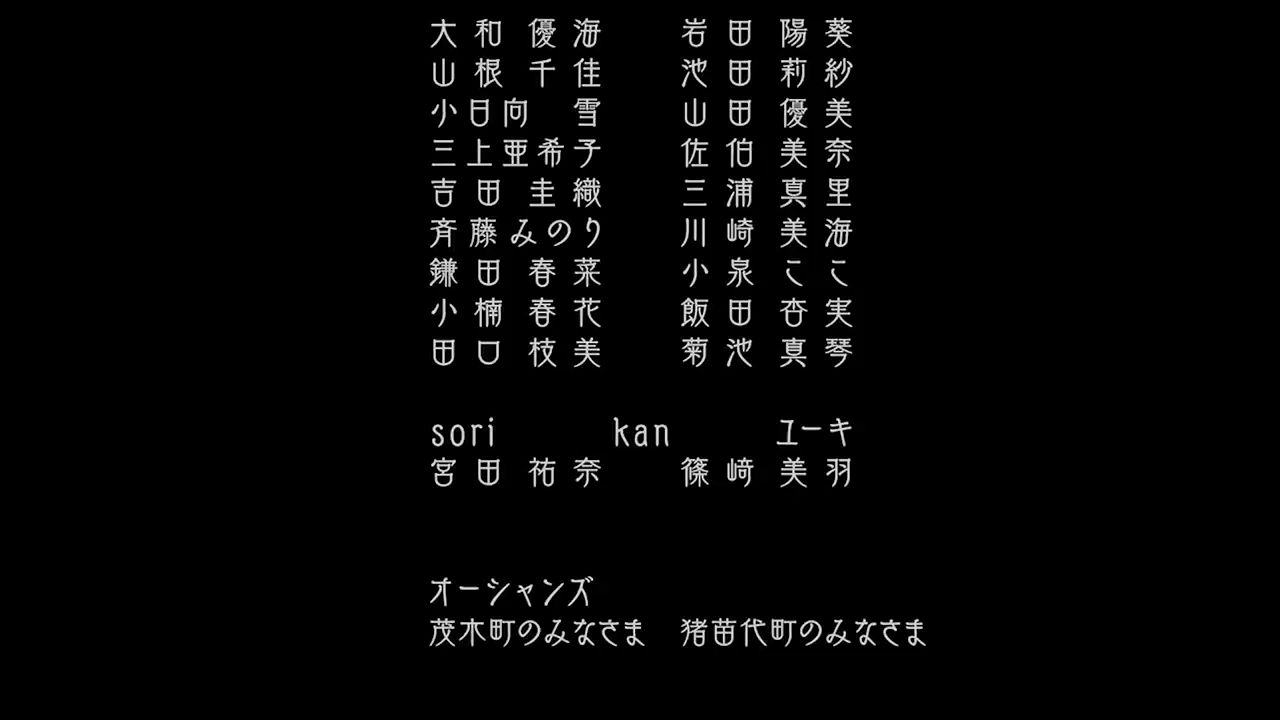 大和優海 岩田陽葵
山根千佳 池田莉紗
小日向 雪 山田優美
三上亜希子 佐伯美奈
吉田圭織 三浦真里
斉藤みのり 川崎美海
鎌田春菜 小泉ここ
小楠春花 飯田杏実
田口枝美 菊池真琴
sori kan ユーキ
宮田祐奈 篠﨑美羽
オーシャンズ
茂木町のみなさま 猪苗代町のみなさま